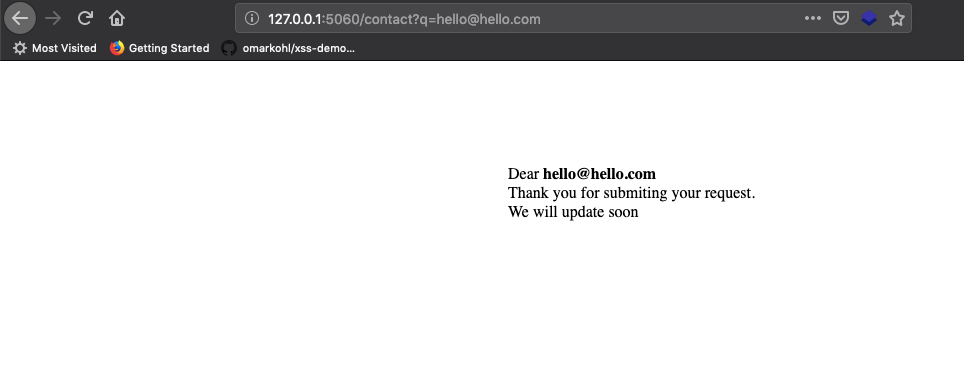 127.0.0.1:5060/contact?q=hello@hello.com
Most Visited Getting Started omarkohl/xss-demo...
Dear hello@hello.com
Thank you for submiting your request.
We will update soon